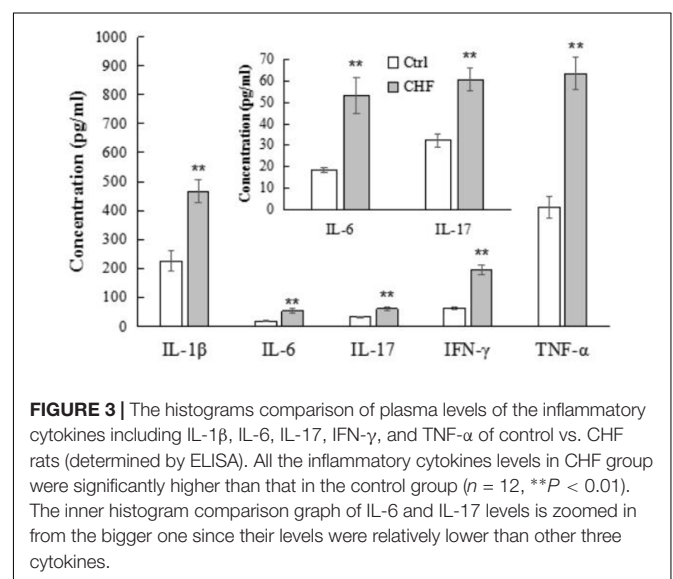 1000
900
800
700
600
500
400
300
200
100
0
Concentration (pg/ml)
70
60
50
40
30
20
10
0
Concentration (pg/ml)
Ctrl
CHF
** ** **
**
** ** **
IL-6 IL-17
IL-1β IL-6 IL-17 IFN-γ TNF-α
FIGURE 3 | The histograms comparison of plasma levels of the inflammatory
cytokines including IL-1β, IL-6, IL-17, IFN-γ, and TNF-α of control vs. CHF
rats (determined by ELISA). All the inflammatory cytokines levels in CHF group
were significantly higher than that in the control group (n = 12, **P < 0.01).
The inner histogram comparison graph of IL-6 and IL-17 levels is zoomed in
from the bigger one since their levels were relatively lower than other three
cytokines.